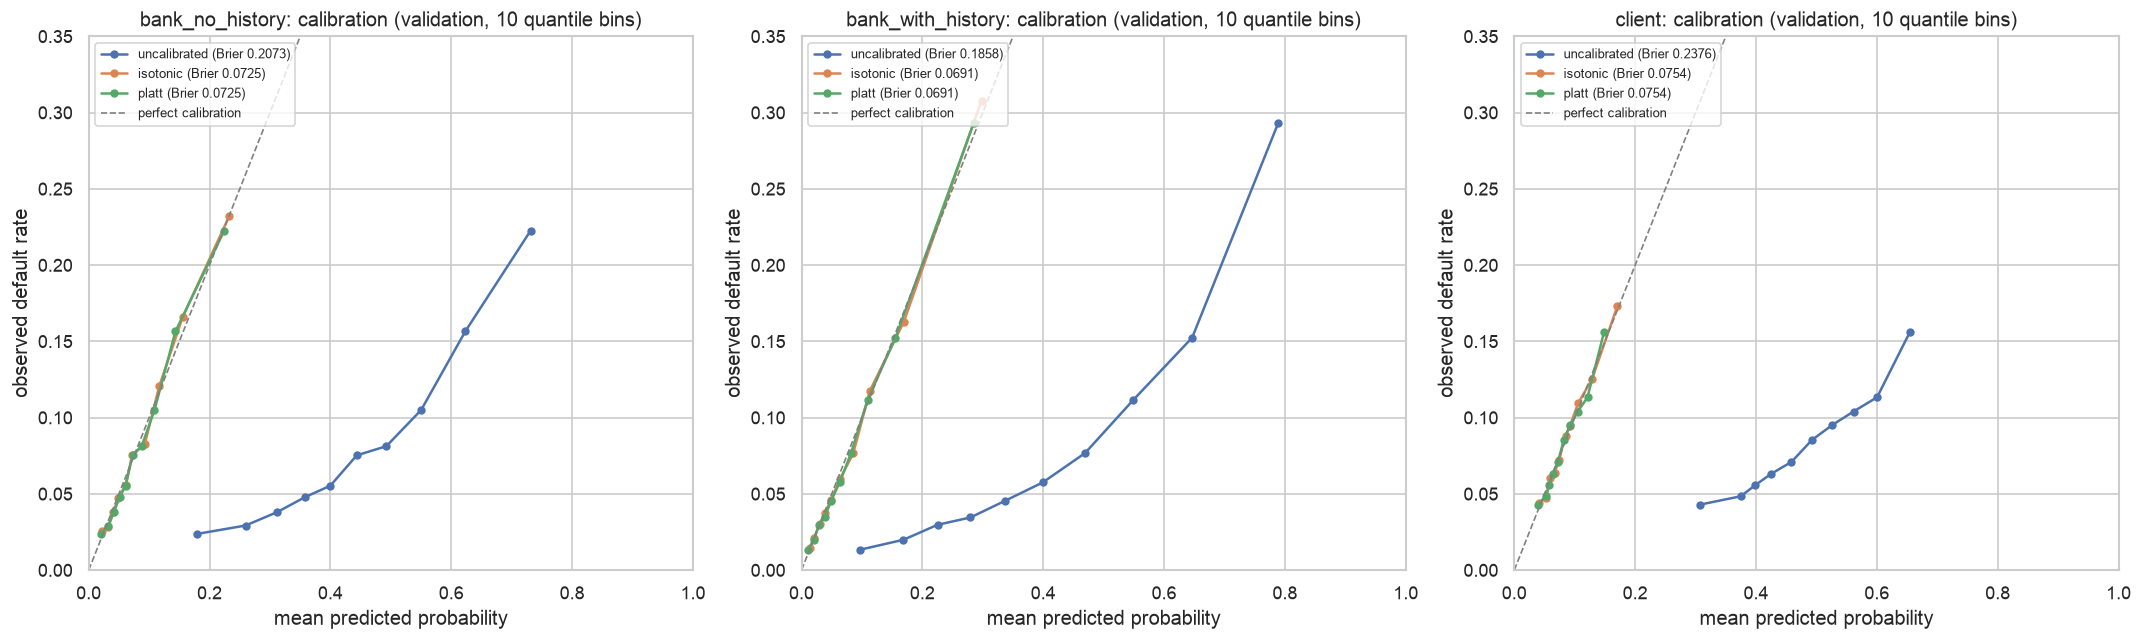 bank_no_history: calibration (validation, 10 quantile bins)
0.35
0.30
0.25
0.20
0.15
0.10
0.05
0.00
observed default rate
uncalibrated (Brier 0.2073)
isotonic (Brier 0.0725)
platt (Brier 0.0725)
perfect calibration
0.0 0.2 0.4 0.6 0.8 1.0
mean predicted probability
bank_with_history: calibration (validation, 10 quantile bins)
0.35
0.30
0.25
0.20
0.15
0.10
0.05
0.00
observed default rate
uncalibrated (Brier 0.1858)
isotonic (Brier 0.0691)
platt (Brier 0.0691)
perfect calibration
0.0 0.2 0.4 0.6 0.8 1.0
mean predicted probability
client: calibration (validation, 10 quantile bins)
0.35
0.30
0.25
0.20
0.15
0.10
0.05
0.00
observed default rate
uncalibrated (Brier 0.2376)
isotonic (Brier 0.0754)
platt (Brier 0.0754)
perfect calibration
0.0 0.2 0.4 0.6 0.8 1.0
mean predicted probability